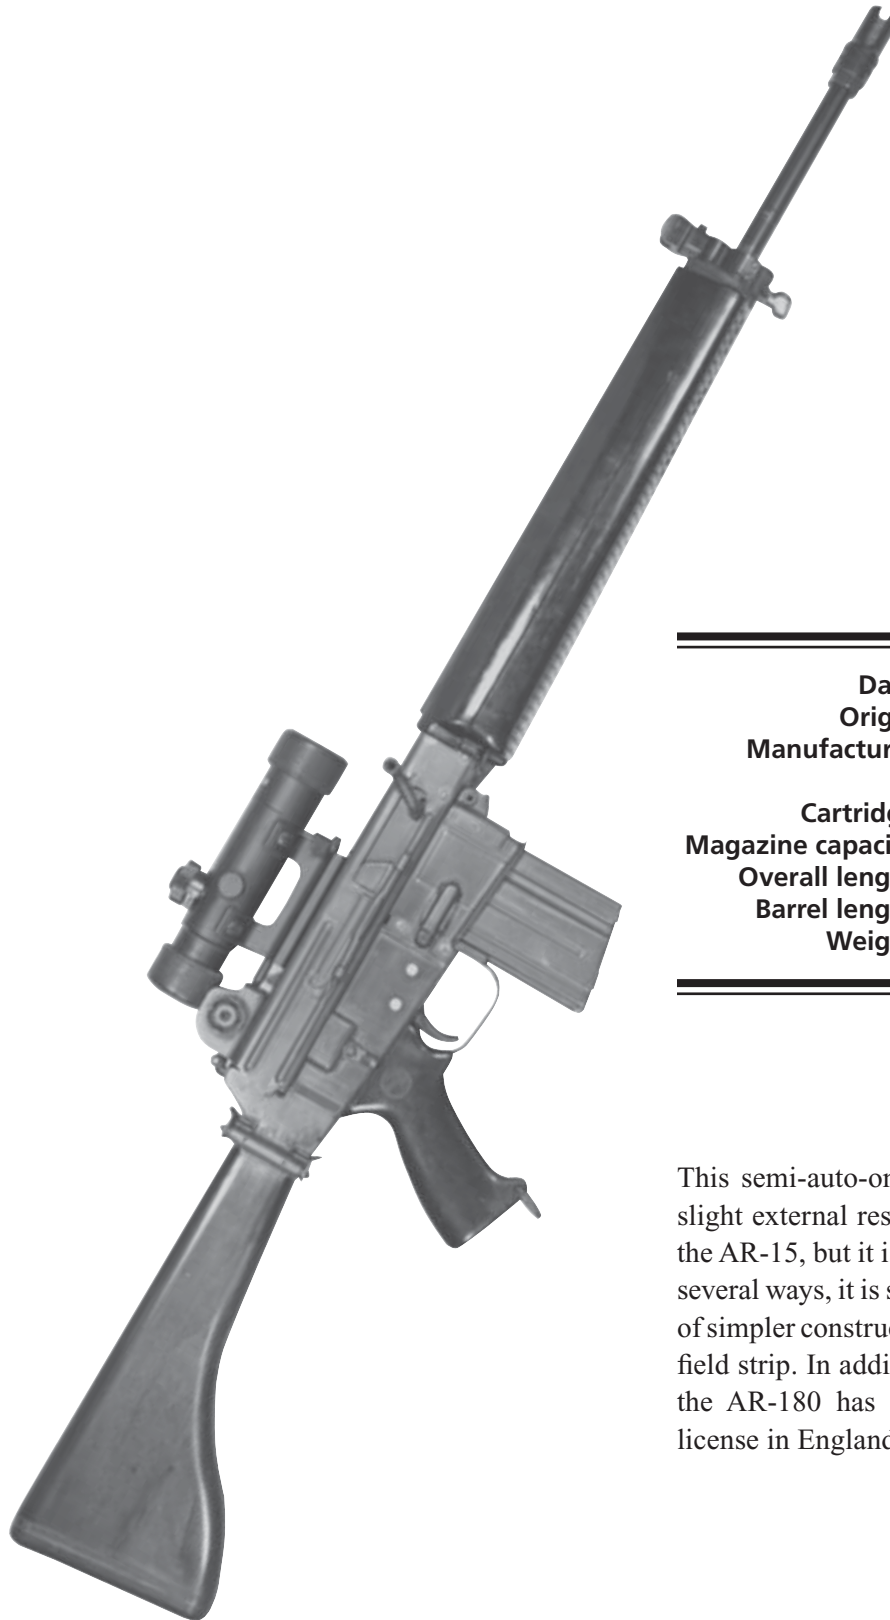 Da
Orig
Manufactur
Cartridg
Magazine capaci
Overall leng
Barrel leng
Weig
This semi-auto-or
slight external res
the AR-15, but it i
several ways, it is s
of simpler construc
field strip. In addi
the AR-180 has
license in England